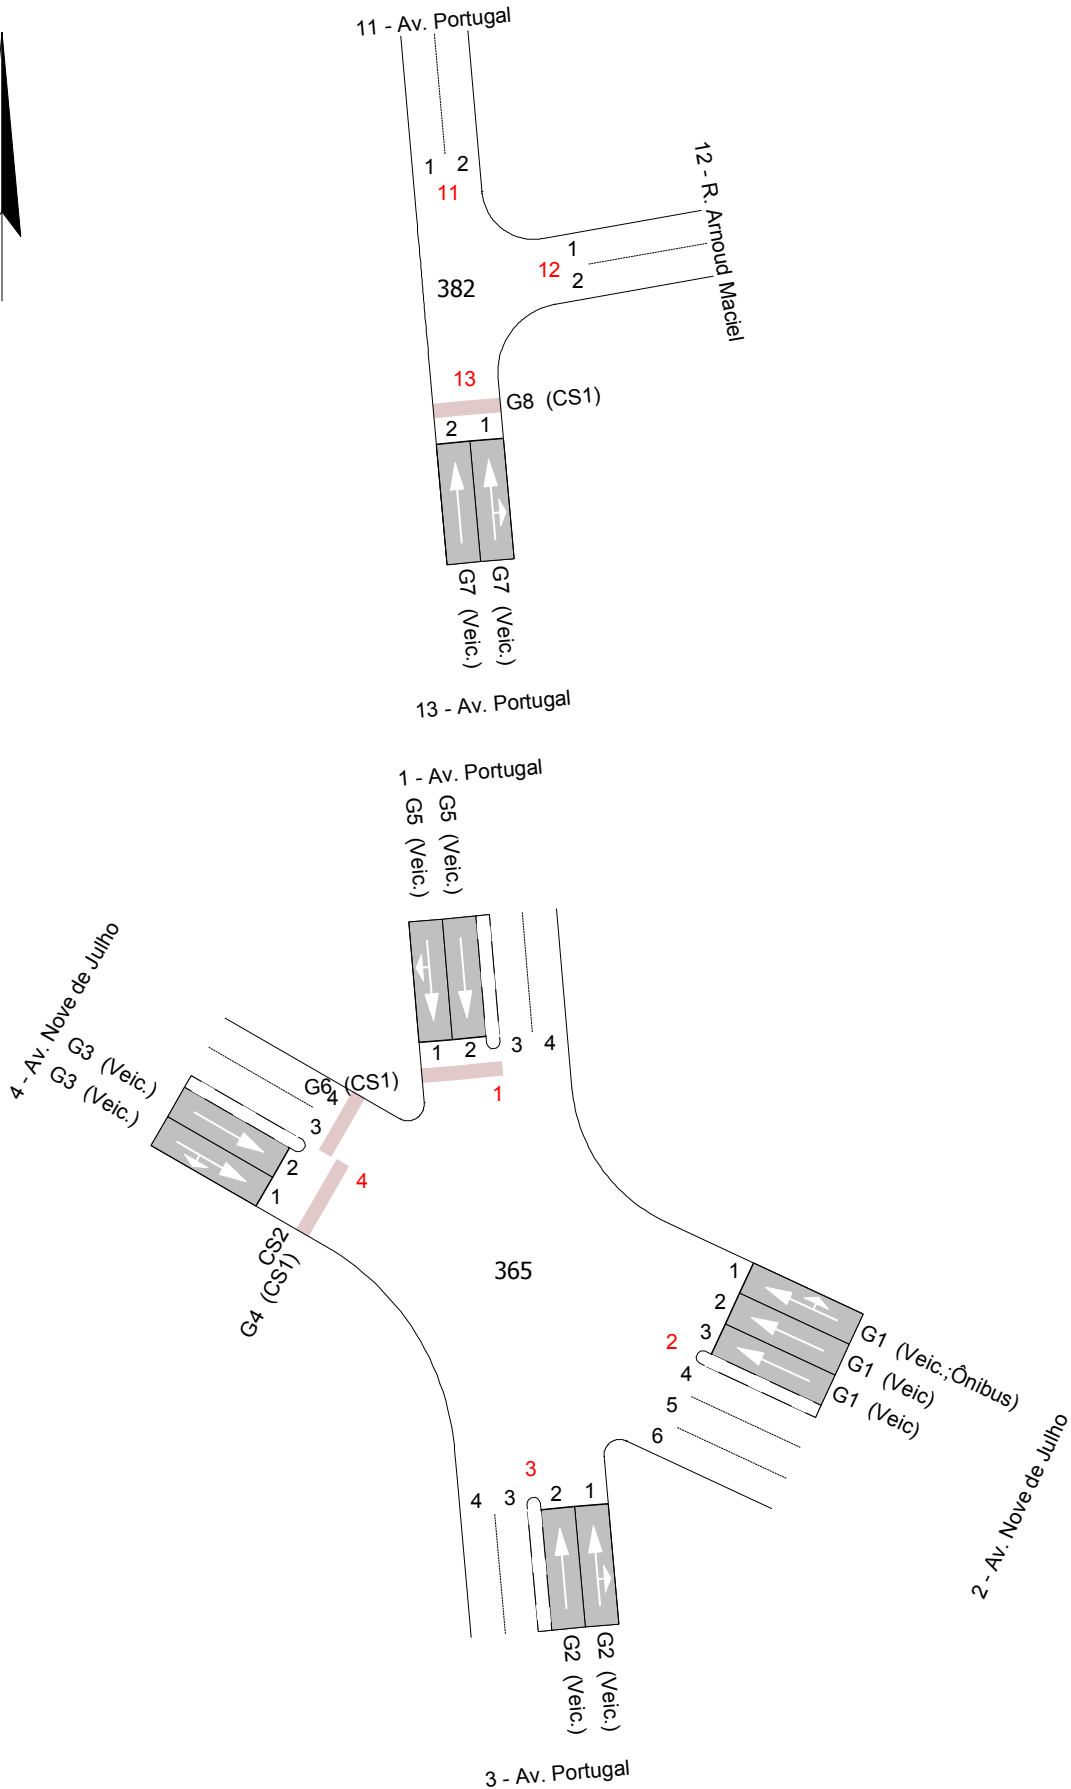 11 - Av. Portugal
1 2
11
12 - R. Arnoud Maciel
1
12
2
382
13
G8 (CS1)
2 1
G7 (Veic.)
G7 (Veic.)
13 - Av. Portugal
1 - Av. Portugal
G5 (Veic.)
G5 (Veic.)
4 - Av. Nove de Julho
G3 (Veic.)
G3 (Veic.)
1 2 3 4
1
G6 (CS1)
4
3
2
1
4
CS2
G4 (CS1)
365
1
2
3
2
4
5
6
G1 (Veic.;Ônibus)
G1 (Veic)
G1 (Veic)
2 - Av. Nove de Julho
3
4 3 2 1
G2 (Veic.)
G2 (Veic.)
3 - Av. Portugal